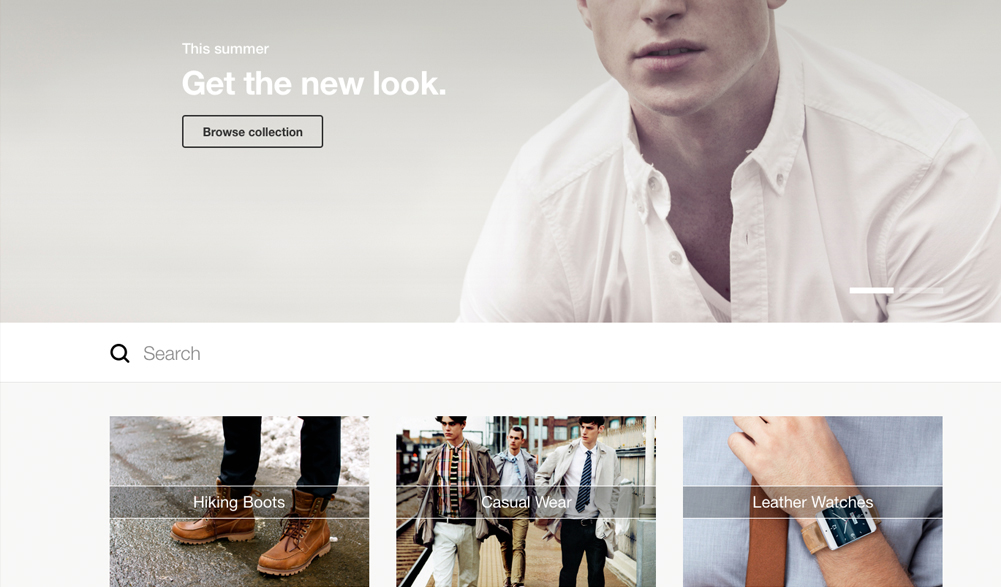 This summer
Get the new look.
Browse collection
Search
Hiking Boots
Casual Wear
Leather Watches